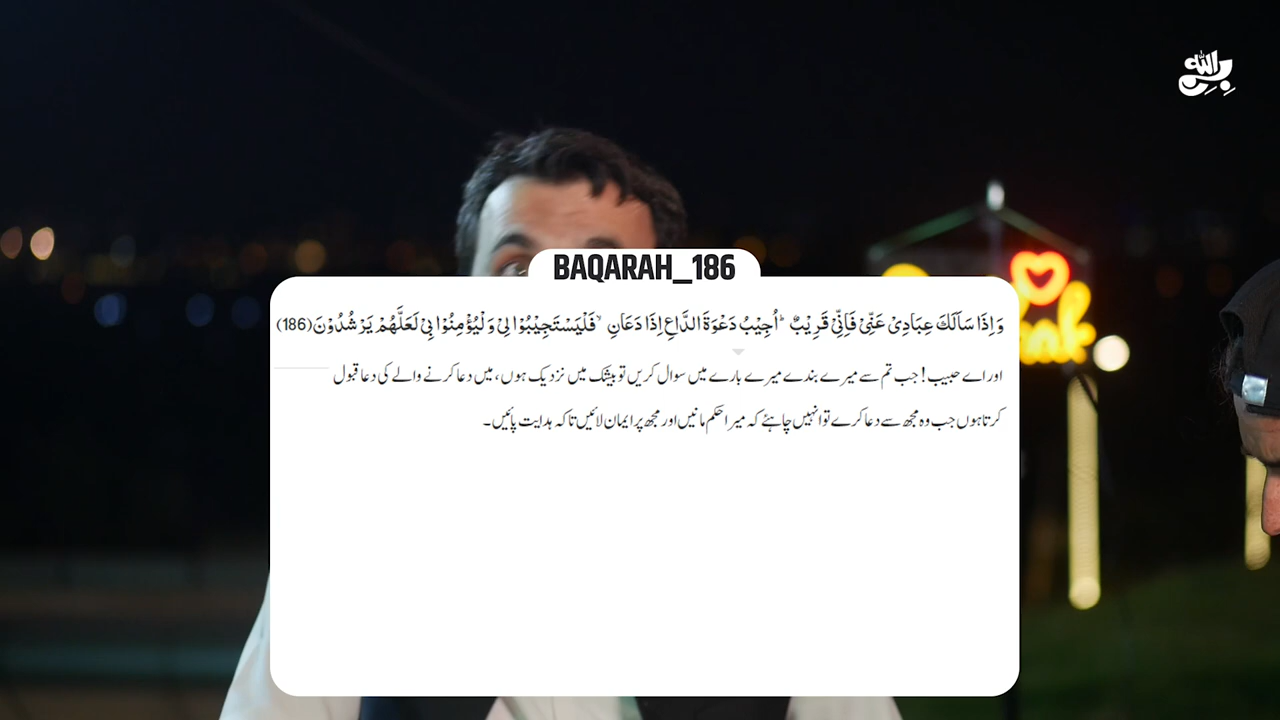 بسم الله
BAQARAH_186
وَ اِذَا سَاَلَكَ عِبَادِیْ عَنِّیْ فَاِنِّیْ قَرِیْبٌؕ-اُجِیْبُ دَعْوَةَ الدَّاعِ اِذَا دَعَانِۙ-فَلْیَسْتَجِیْبُوْا لِیْ وَ لْیُؤْمِنُوْا بِیْ لَعَلَّهُمْ یَرْشُدُوْنَ(186)
اور اے حبیب! جب تم سے میرے بندے میرے بارے میں سوال کریں تو بیشک میں نزدیک ہوں، میں دعا کرنے والے کی دعا قبول
کرتا ہوں جب وہ مجھ سے دعا کرے تو انہیں چاہئے کہ میرا حکم مانیں اور مجھ پر ایمان لائیں تاکہ ہدایت پائیں۔